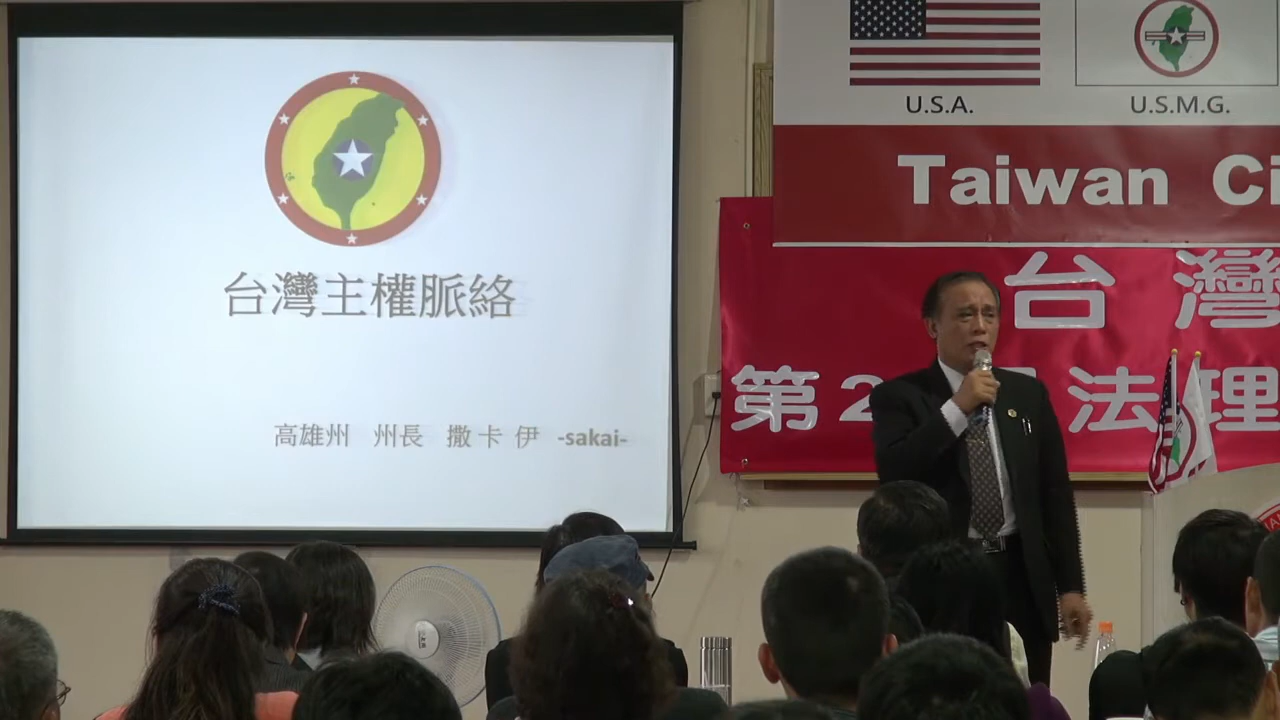 台灣主權脈絡
高雄州 州長 撒卡伊 -sakai-
U.S.A.
U.S.M.G.
Taiwan Ci
台灣
第2 法理